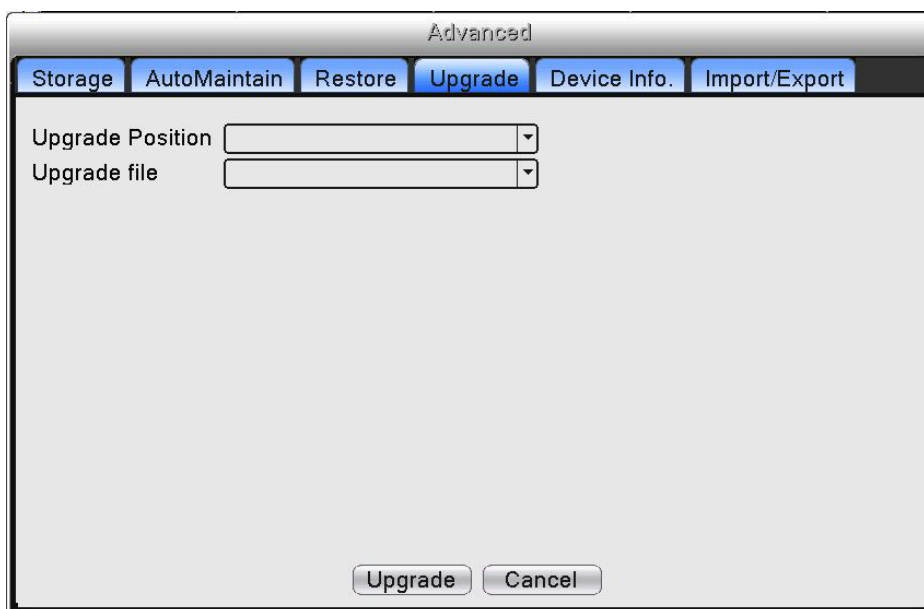 Advanced
Storage AutoMaintain Restore Upgrade Device Info. Import/Export
Upgrade Position
Upgrade file
Upgrade Cancel